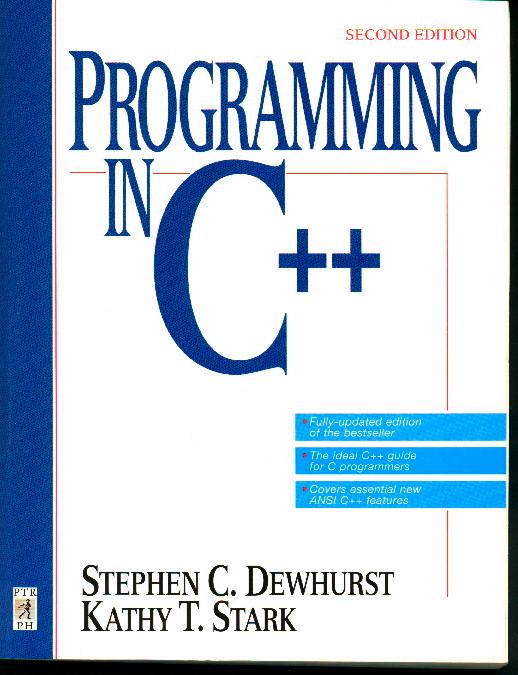 SECOND EDITION
PROGRAMMING
IN
C++
• Fully-updated edition
of the bestseller
• The ideal C++ guide
for C programmers
• Covers essential new
ANSI C++ features
STEPHEN C. DEWHURST
KATHY T. STARK
PTR
PH